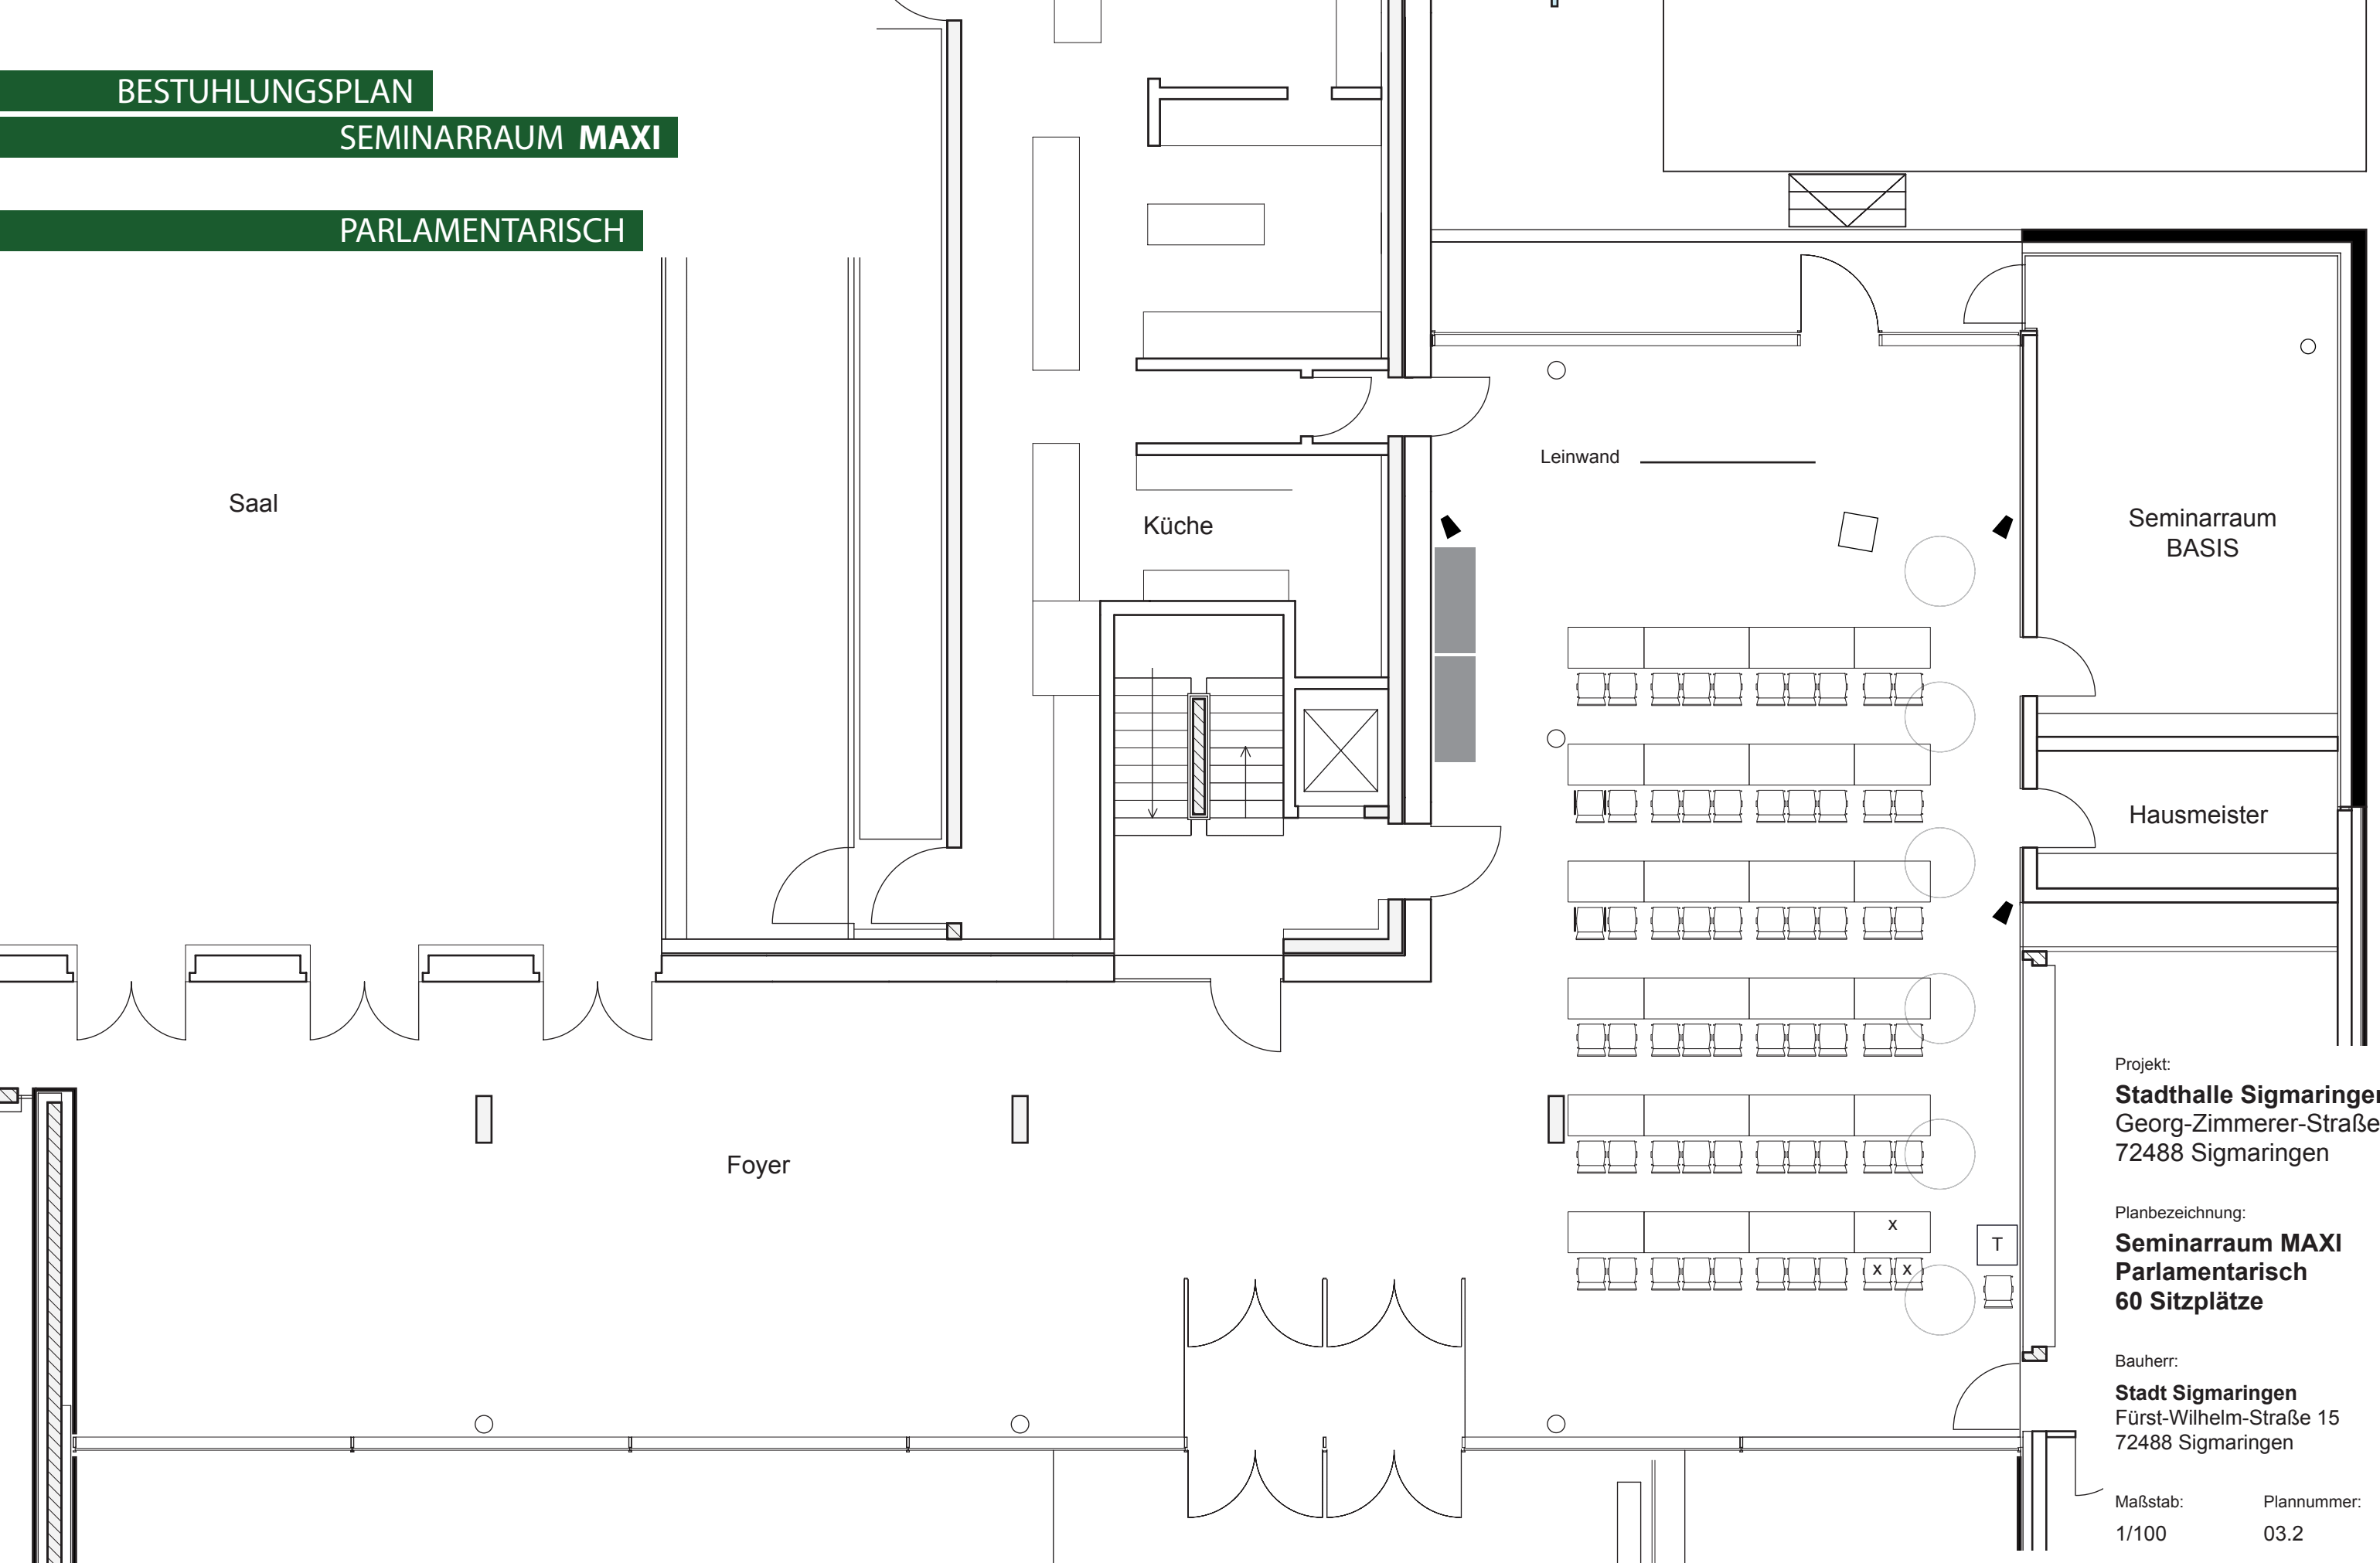 BESTUHLUNGSPLAN
SEMINARRAUM MAXI
PARLAMENTARISCH
Saal
Küche
Leinwand
Seminarraum
BASIS
Hausmeister
Foyer
x
x x
T
Projekt:
Stadthalle Sigmaringen
Georg-Zimmerer-Straße
72488 Sigmaringen
Planbezeichnung:
Seminarraum MAXI
Parlamentarisch
60 Sitzplätze
Bauherr:
Stadt Sigmaringen
Fürst-Wilhelm-Straße 15
72488 Sigmaringen
Maßstab: Plannummer:
1/100 03.2